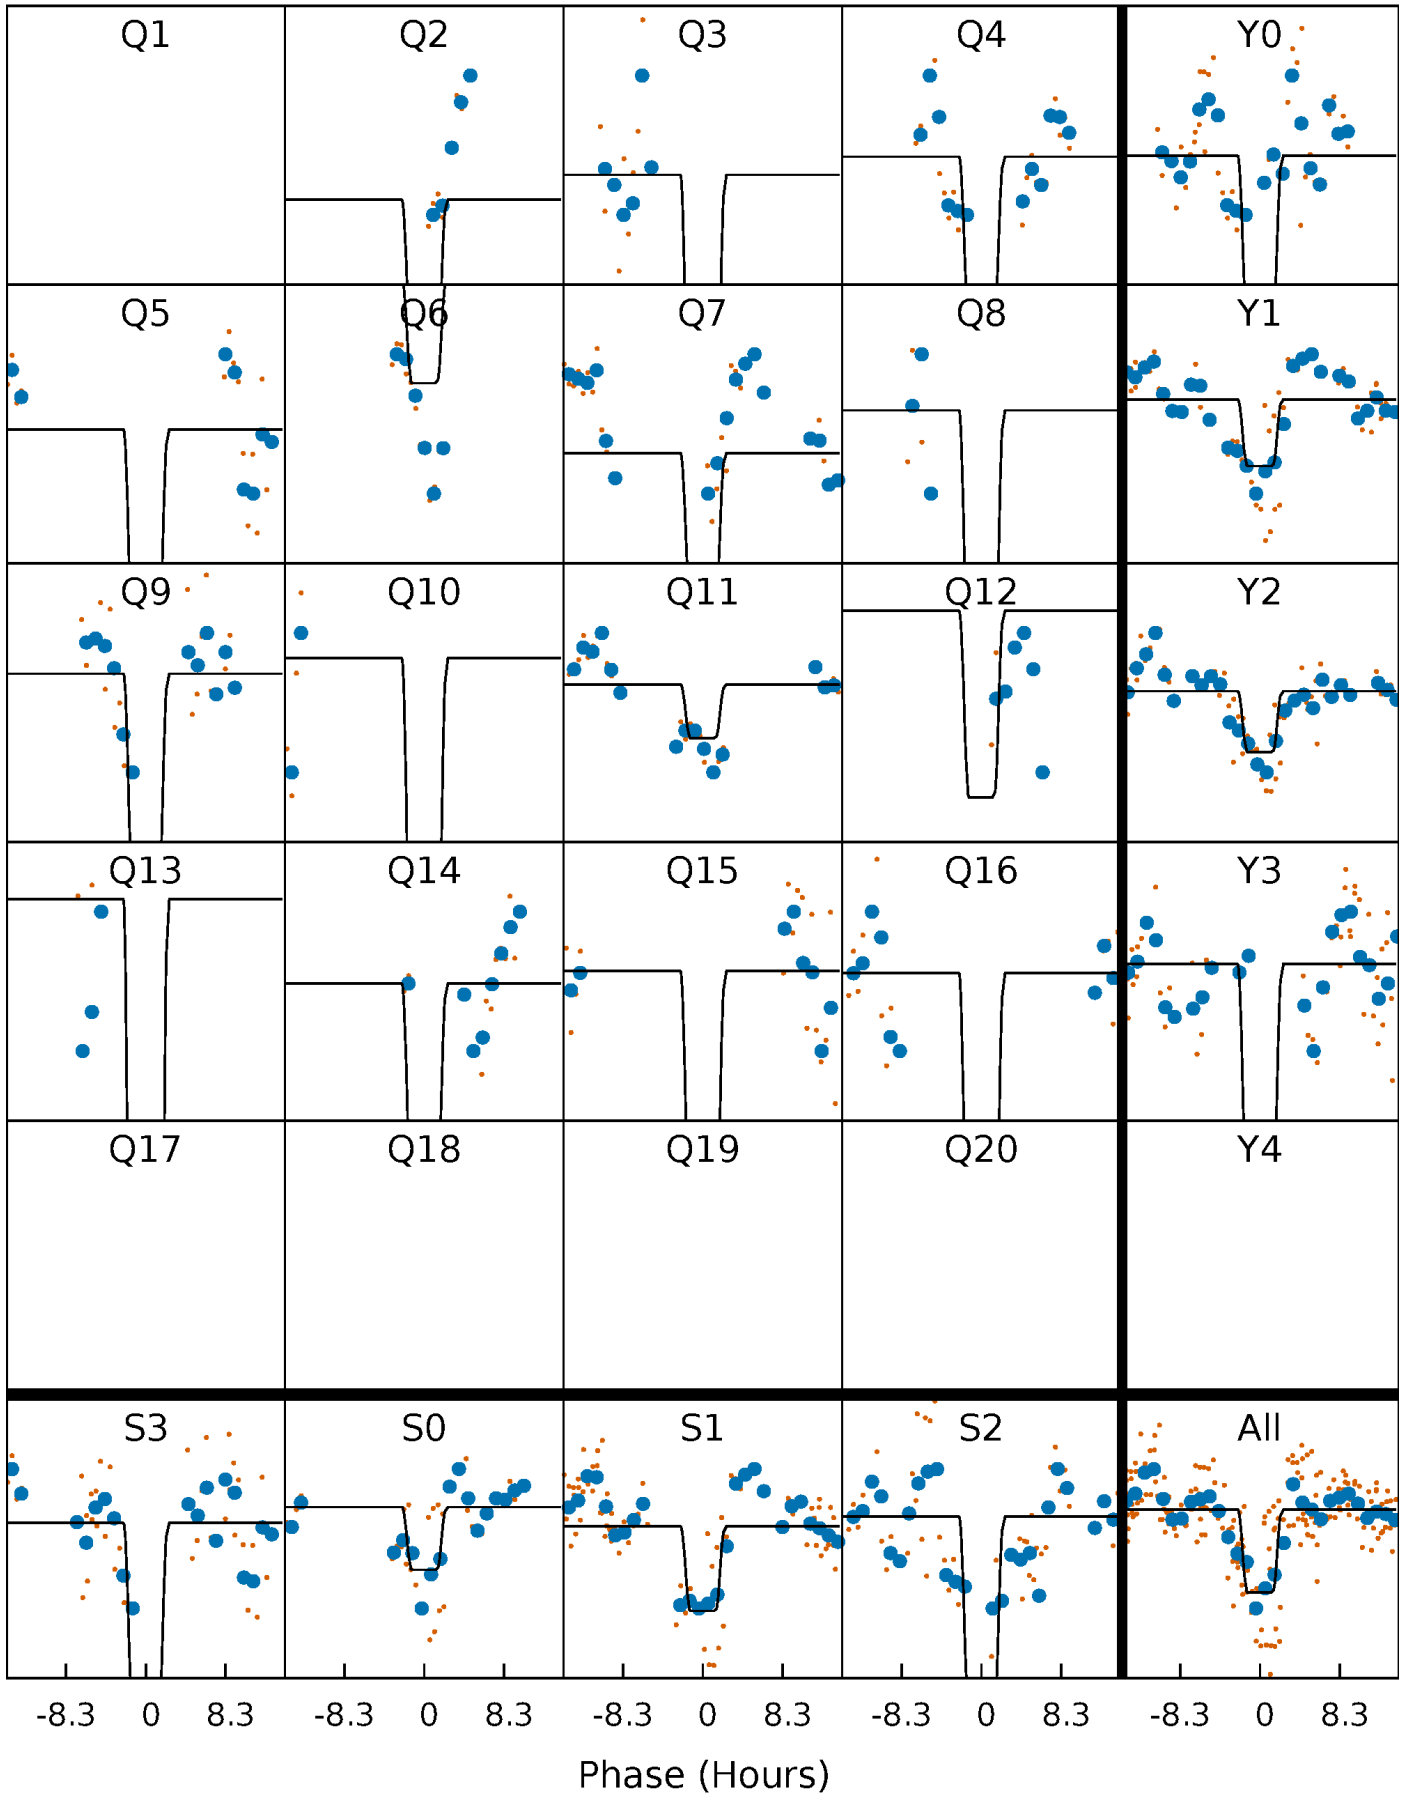 Q1 Q2 Q3 Q4 Y0
Q5 Q6 Q7 Q8 Y1
Q9 Q10 Q11 Q12 Y2
Q13 Q14 Q15 Q16 Y3
Q17 Q18 Q19 Q20 Y4
S3 S0 S1 S2 All
-8.3 0 8.3 -8.3 0 8.3 -8.3 0 8.3 -8.3 0 8.3 -8.3 0 8.3
Phase (Hours)